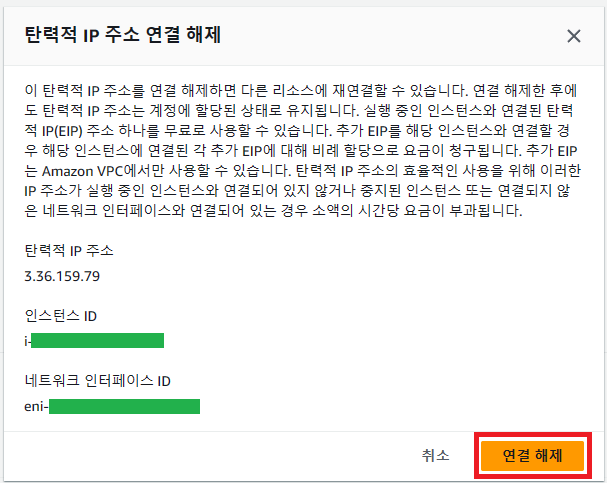 탄력적 IP 주소 연결 해제
이 탄력적 IP 주소를 연결 해제하면 다른 리소스에 재연결할 수 있습니다. 연결 해제한 후에
도 탄력적 IP 주소는 계정에 할당된 상태로 유지됩니다. 실행 중인 인스턴스와 연결된 탄력
적 IP(EIP) 주소 하나를 무료로 사용할 수 있습니다. 추가 EIP를 해당 인스턴스와 연결할 경
우 해당 인스턴스에 연결된 각 추가 EIP에 대해 비례 할당으로 요금이 청구됩니다. 추가 EIP
는 Amazon VPC에서만 사용할 수 있습니다. 탄력적 IP 주소의 효율적인 사용을 위해 이러한
IP 주소가 실행 중인 인스턴스와 연결되어 있지 않거나 중지된 인스턴스 또는 연결되지 않
은 네트워크 인터페이스와 연결되어 있는 경우 소액의 시간당 요금이 부과됩니다.
탄력적 IP 주소
3.36.159.79
인스턴스 ID
i-
네트워크 인터페이스 ID
eni-
취소
연결 해제